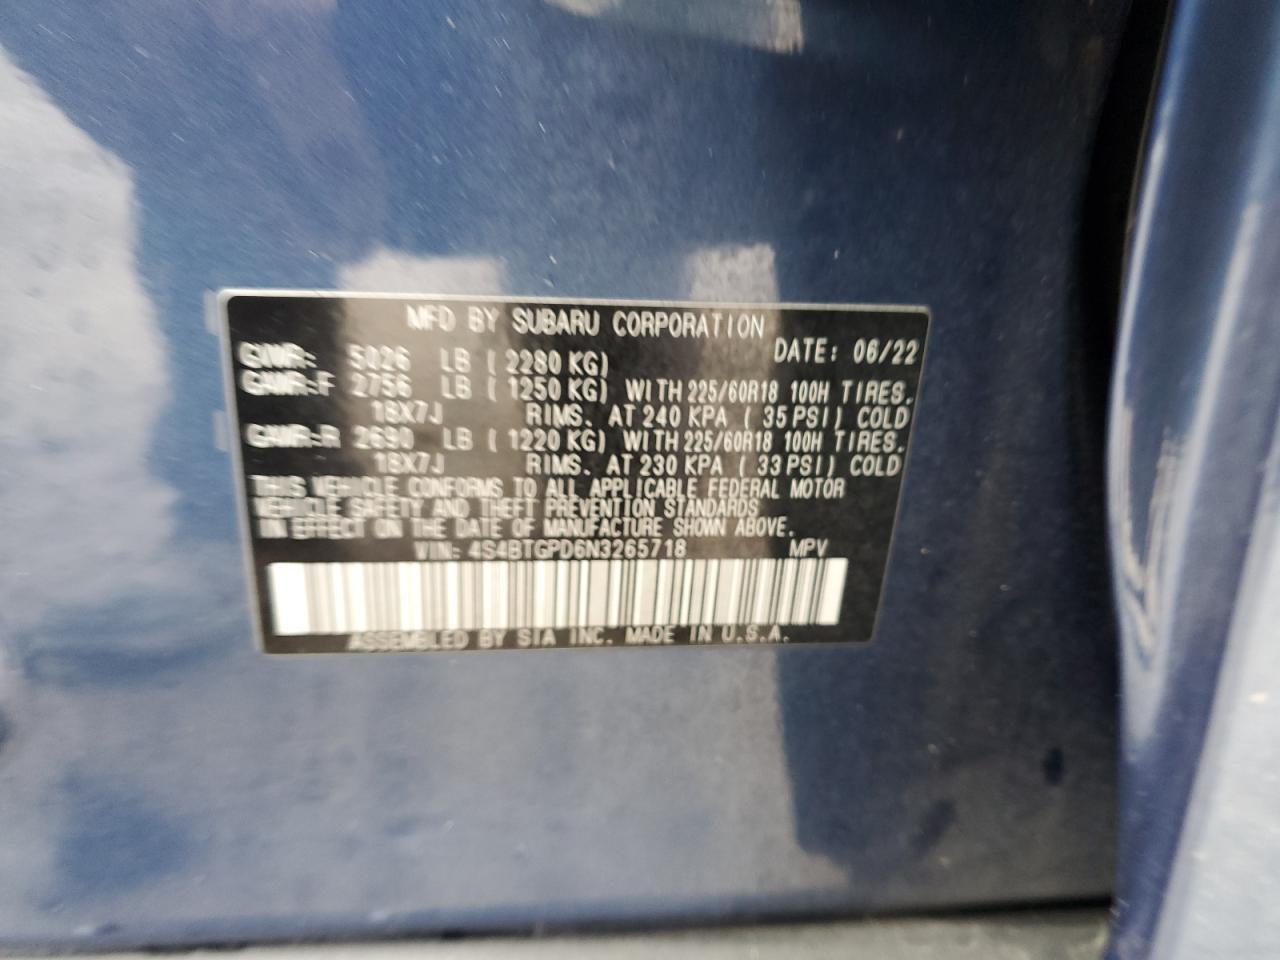 MFD BY SUBARU CORPORATION
DATE: 06/22
GVWR: 5026 LB ( 2280 KG)
GAWR:F 2756 LB ( 1250 KG) WITH 225/60R18 100H TIRES.
18X7J RIMS. AT 240 KPA ( 35 PSI) COLD
GAWR:R 2690 LB ( 1220 KG) WITH 225/60R18 100H TIRES.
18X7J RIMS. AT 230 KPA ( 33 PSI) COLD
THIS VEHICLE CONFORMS TO ALL APPLICABLE FEDERAL MOTOR
VEHICLE SAFETY AND THEFT PREVENTION STANDARDS
IN EFFECT ON THE DATE OF MANUFACTURE SHOWN ABOVE.
VIN: 4S4BTGPD6N3265718 MPV
ASSEMBLED BY SIA INC. MADE IN U.S.A.